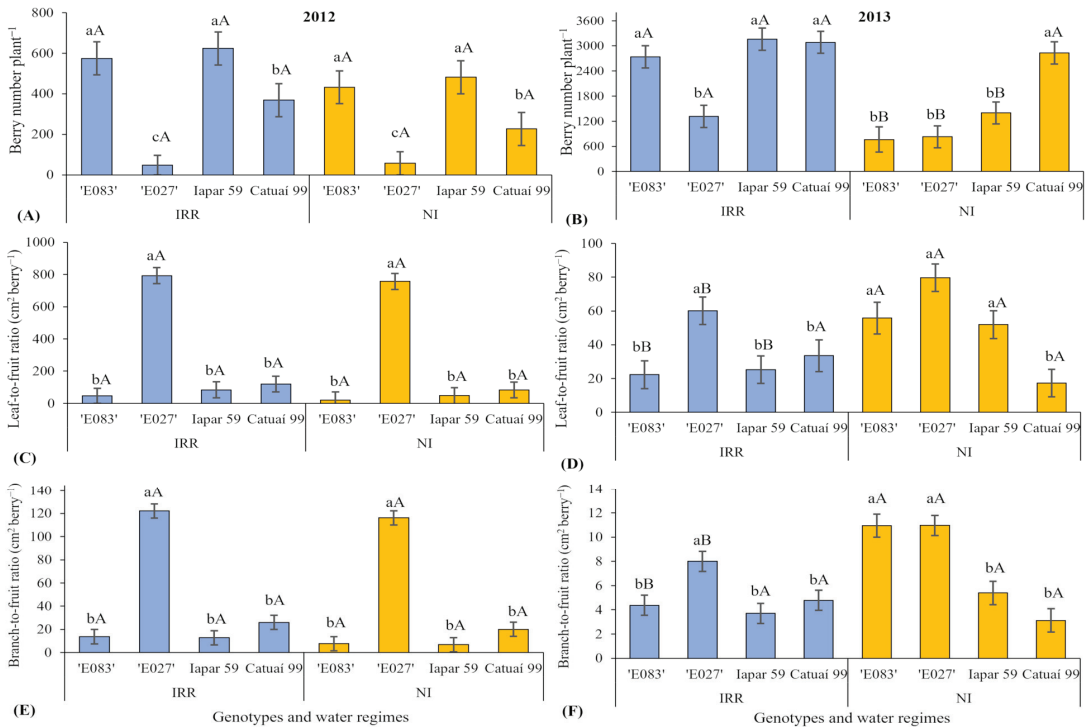 2012
Berry number plant⁻¹
800
600
400
200
0
aA
cA
aA
bA
aA
cA
aA
bA
'E083' 'E027' Iapar 59 Catuaí 99 'E083' 'E027' Iapar 59 Catuaí 99
IRR NI
(A)
2013
Berry number plant⁻¹
3600
3000
2400
1800
1200
600
0
aA
bA
aA
aA
bB
bB
bB
aA
'E083' 'E027' Iapar 59 Catuaí 99 'E083' 'E027' Iapar 59 Catuaí 99
IRR NI
(B)
Leaf-to-fruit ratio (cm² berry⁻¹)
1000
800
600
400
200
0
bA
aA
bA
bA
bA
aA
bA
bA
'E083' 'E027' Iapar 59 Catuaí 99 'E083' 'E027' Iapar 59 Catuaí 99
IRR NI
(C)
Leaf-to-fruit ratio (cm² berry⁻¹)
100
80
60
40
20
0
bB
aB
bB
bA
aA
aA
aA
bA
'E083' 'E027' Iapar 59 Catuaí 99 'E083' 'E027' Iapar 59 Catuaí 99
IRR NI
(D)
Branch-to-fruit ratio (cm² berry⁻¹)
140
120
100
80
60
40
20
0
bA
aA
bA
bA
bA
aA
bA
bA
'E083' 'E027' Iapar 59 Catuaí 99 'E083' 'E027' Iapar 59 Catuaí 99
IRR NI
(E)
Genotypes and water regimes
Branch-to-fruit ratio (cm² berry⁻¹)
14
12
10
8
6
4
2
0
bB
aB
bA
bA
aA
aA
bA
bA
'E083' 'E027' Iapar 59 Catuaí 99 'E083' 'E027' Iapar 59 Catuaí 99
IRR NI
(F)
Genotypes and water regimes